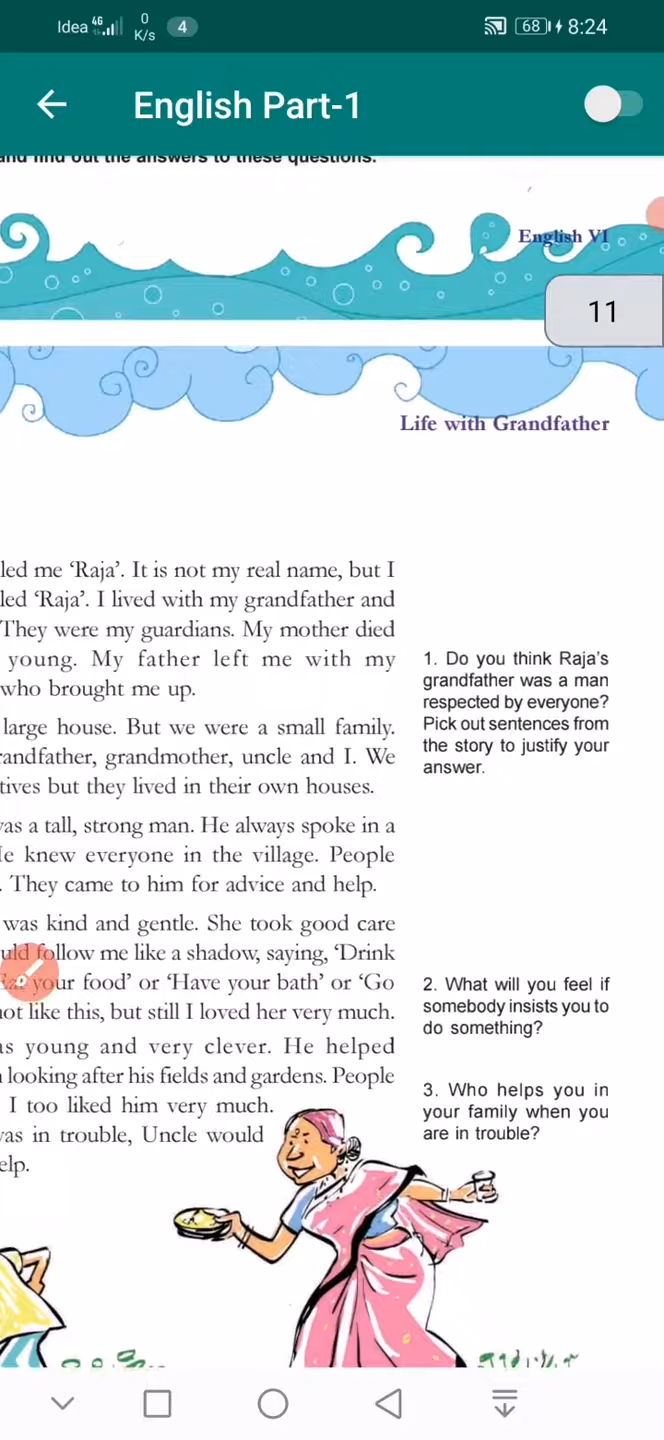 Idea 4G 0 K/s 4 68 8:24
English Part-1
and find out the answers to these questions.
English VI
11
Life with Grandfather
led me ‘Raja’. It is not my real name, but I
led ‘Raja’. I lived with my grandfather and
They were my guardians. My mother died
young. My father left me with my
who brought me up.
large house. But we were a small family.
randfather, grandmother, uncle and I. We
tives but they lived in their own houses.
as a tall, strong man. He always spoke in a
He knew everyone in the village. People
. They came to him for advice and help.
was kind and gentle. She took good care
uld follow me like a shadow, saying, ‘Drink
Eat your food’ or ‘Have your bath’ or ‘Go
not like this, but still I loved her very much.
as young and very clever. He helped
looking after his fields and gardens. People
I too liked him very much.
was in trouble, Uncle would
elp.
1. Do you think Raja’s
grandfather was a man
respected by everyone?
Pick out sentences from
the story to justify your
answer.
2. What will you feel if
somebody insists you to
do something?
3. Who helps you in
your family when you
are in trouble?